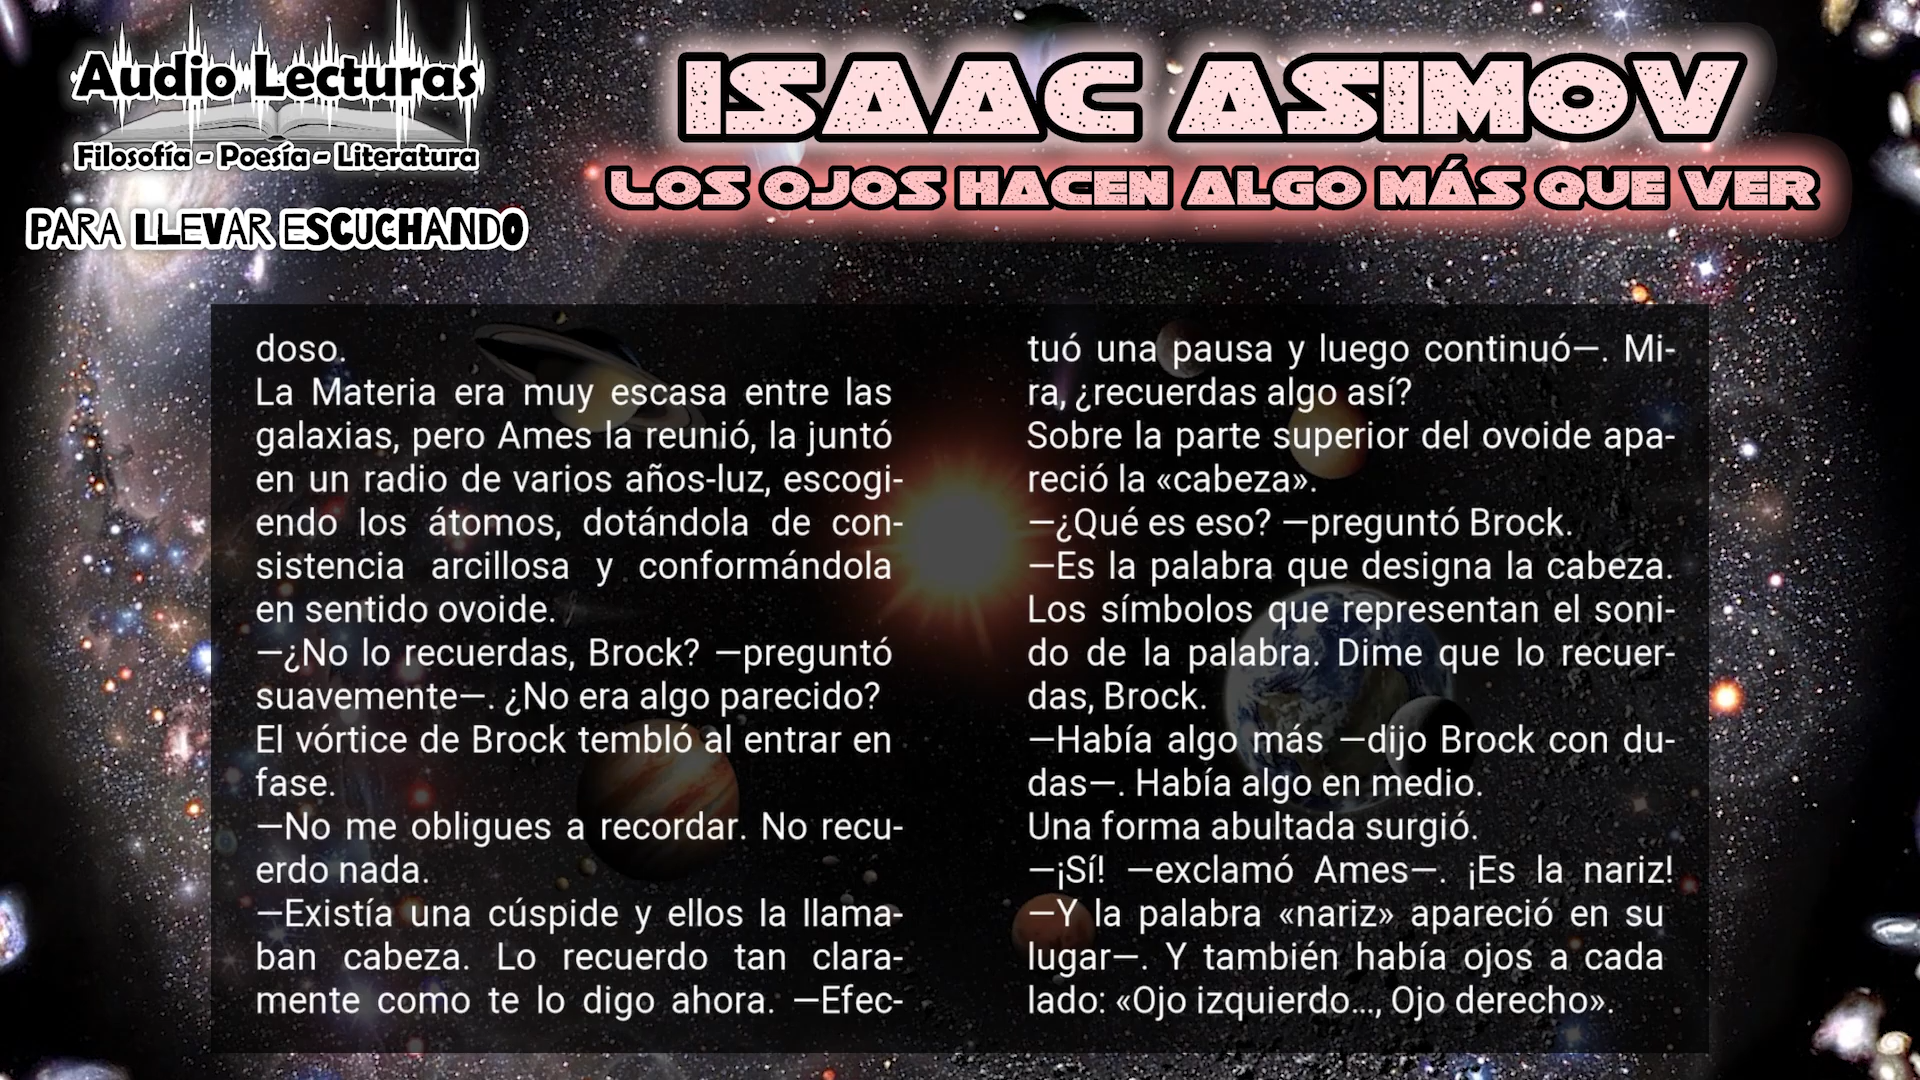 Audio Lecturas
Filosofía - Poesía - Literatura
PARA LLEVAR ESCUCHANDO
ISAAC ASIMOV
LOS OJOS HACEN ALGO MÁS QUE VER
doso.
La Materia era muy escasa entre las
galaxias, pero Ames la reunió, la juntó
en un radio de varios años-luz, escogi-
endo los átomos, dotándola de con-
sistencia arcillosa y conformándola
en sentido ovoide.
—¿No lo recuerdas, Brock? —preguntó
suavemente—. ¿No era algo parecido?
El vórtice de Brock tembló al entrar en
fase.
—No me obligues a recordar. No recu-
erdo nada.
—Existía una cúspide y ellos la llama-
ban cabeza. Lo recuerdo tan clara-
mente como te lo digo ahora. —Efec-
tuó una pausa y luego continuó—. Mi-
ra, ¿recuerdas algo así?
Sobre la parte superior del ovoide apa-
reció la «cabeza».
—¿Qué es eso? —preguntó Brock.
—Es la palabra que designa la cabeza.
Los símbolos que representan el soni-
do de la palabra. Dime que lo recuer-
das, Brock.
—Había algo más —dijo Brock con du-
das—. Había algo en medio.
Una forma abultada surgió.
—¡Sí! —exclamó Ames—. ¡Es la nariz!
—Y la palabra «nariz» apareció en su
lugar—. Y también había ojos a cada
lado: «Ojo izquierdo..., Ojo derecho».